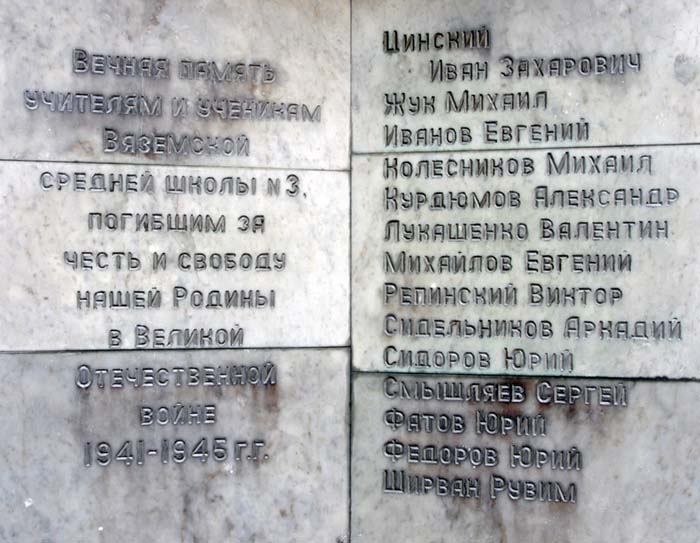 Вечная память
учителям и ученикам
Вяземской
средней школы № 3,
погибшим за
честь и свободу
нашей Родины
в Великой
Отечественной
войне
1941-1945 г.г.
Цинский
Иван Захарович
Жук Михаил
Иванов Евгений
Колесников Михаил
Курдюмов Александр
Лукашенко Валентин
Михайлов Евгений
Репинский Виктор
Сидельников Аркадий
Сидоров Юрий
Смышляев Сергей
Фатов Юрий
Федоров Юрий
Ширван Рувим